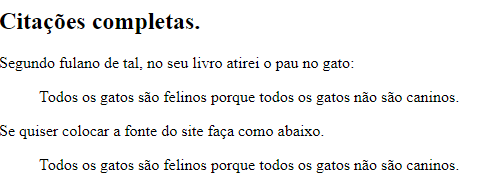 Citações completas.
Segundo fulano de tal, no seu livro atirei o pau no gato:
Todos os gatos são felinos porque todos os gatos não são caninos.
Se quiser colocar a fonte do site faça como abaixo.
Todos os gatos são felinos porque todos os gatos não são caninos.